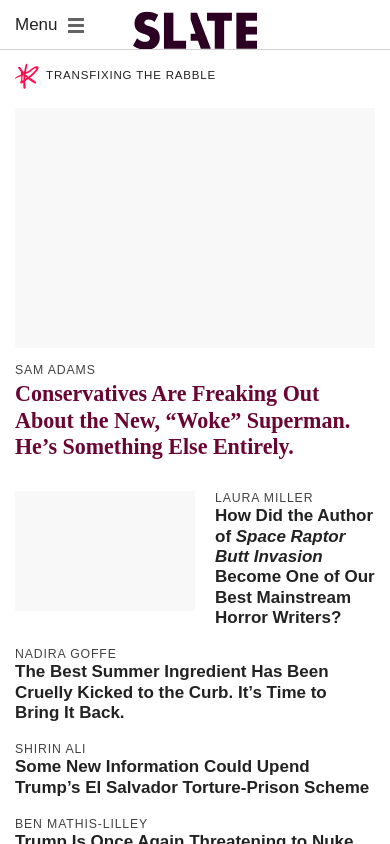 Menu
SLATE
TRANSFIXING THE RABBLE
SAM ADAMS
Conservatives Are Freaking Out
About the New, “Woke” Superman.
He’s Something Else Entirely.
LAURA MILLER
How Did the Author
of Space Raptor
Butt Invasion
Become One of Our
Best Mainstream
Horror Writers?
NADIRA GOFFE
The Best Summer Ingredient Has Been
Cruelly Kicked to the Curb. It’s Time to
Bring It Back.
SHIRIN ALI
Some New Information Could Upend
Trump’s El Salvador Torture-Prison Scheme
BEN MATHIS-LILLEY
Trump Is Once Again Threatening to Nuke